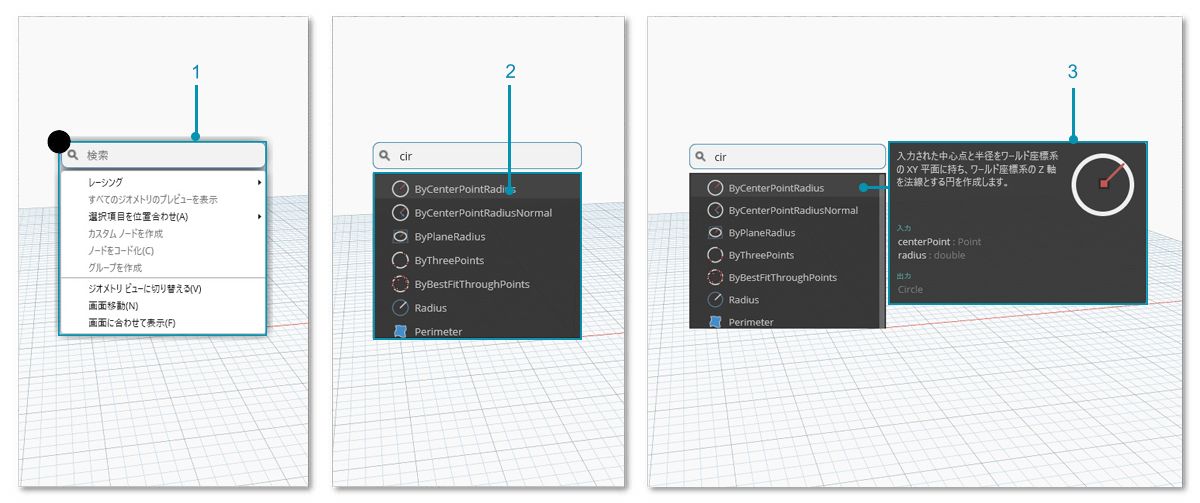 1
検索
レーシング
すべてのジオメトリのプレビューを表示
選択項目を位置合わせ(A)
カスタム ノードを作成
ノードをコード化(C)
グループを作成
ジオメトリ ビューに切り替える(V)
画面移動(N)
画面に合わせて表示(F)
2
cir
ByCenterPointRadius
ByCenterPointRadiusNormal
ByPlaneRadius
ByThreePoints
ByBestFitThroughPoints
Radius
Perimeter
3
cir
ByCenterPointRadius
ByCenterPointRadiusNormal
ByPlaneRadius
ByThreePoints
ByBestFitThroughPoints
Radius
Perimeter
入力された中心点と半径をワールド座標系
の XY 平面に持ち、ワールド座標系の Z 軸
を法線とする円を作成します。
入力
centerPoint : Point
radius : double
出力
Circle